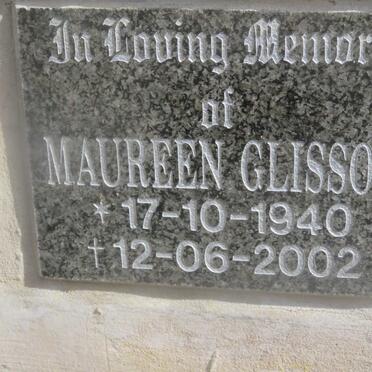 In Loving Memor
of
MAUREEN GLISSO
* 17-10-1940
† 12-06-2002